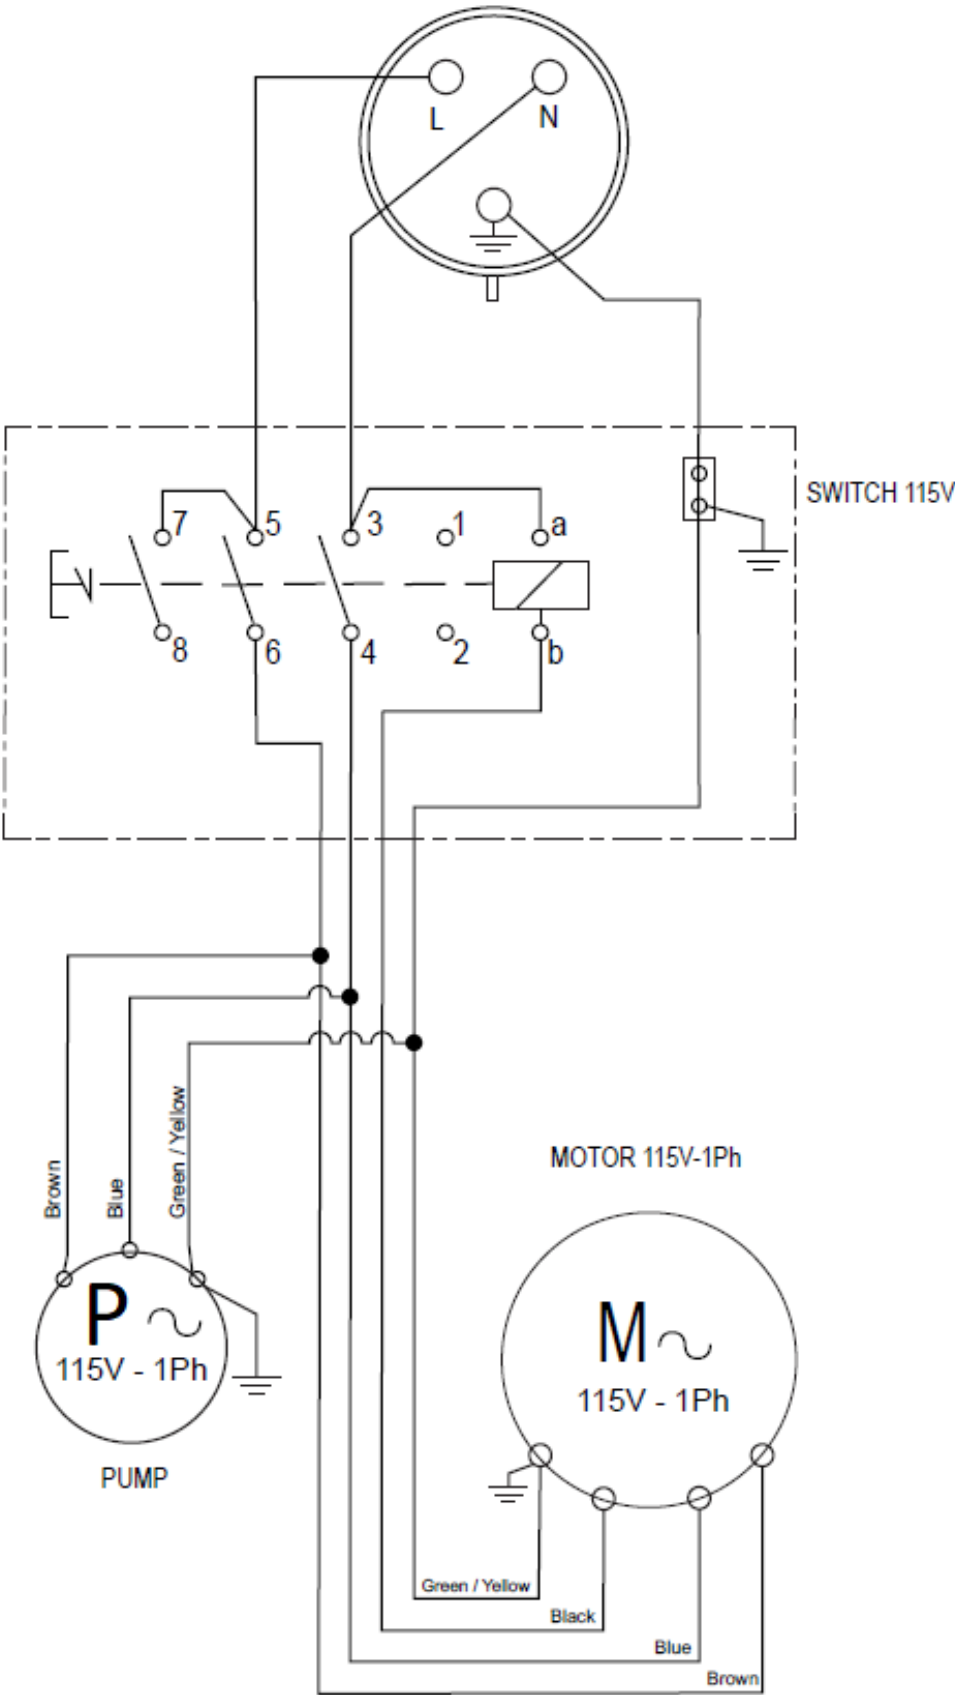 L
N
SWITCH 115V
7
5
3
1
a
8
6
4
2
b
Brown
Blue
Green / Yellow
MOTOR 115V-1Ph
P
115V - 1Ph
PUMP
M
115V - 1Ph
Green / Yellow
Black
Blue
Brown